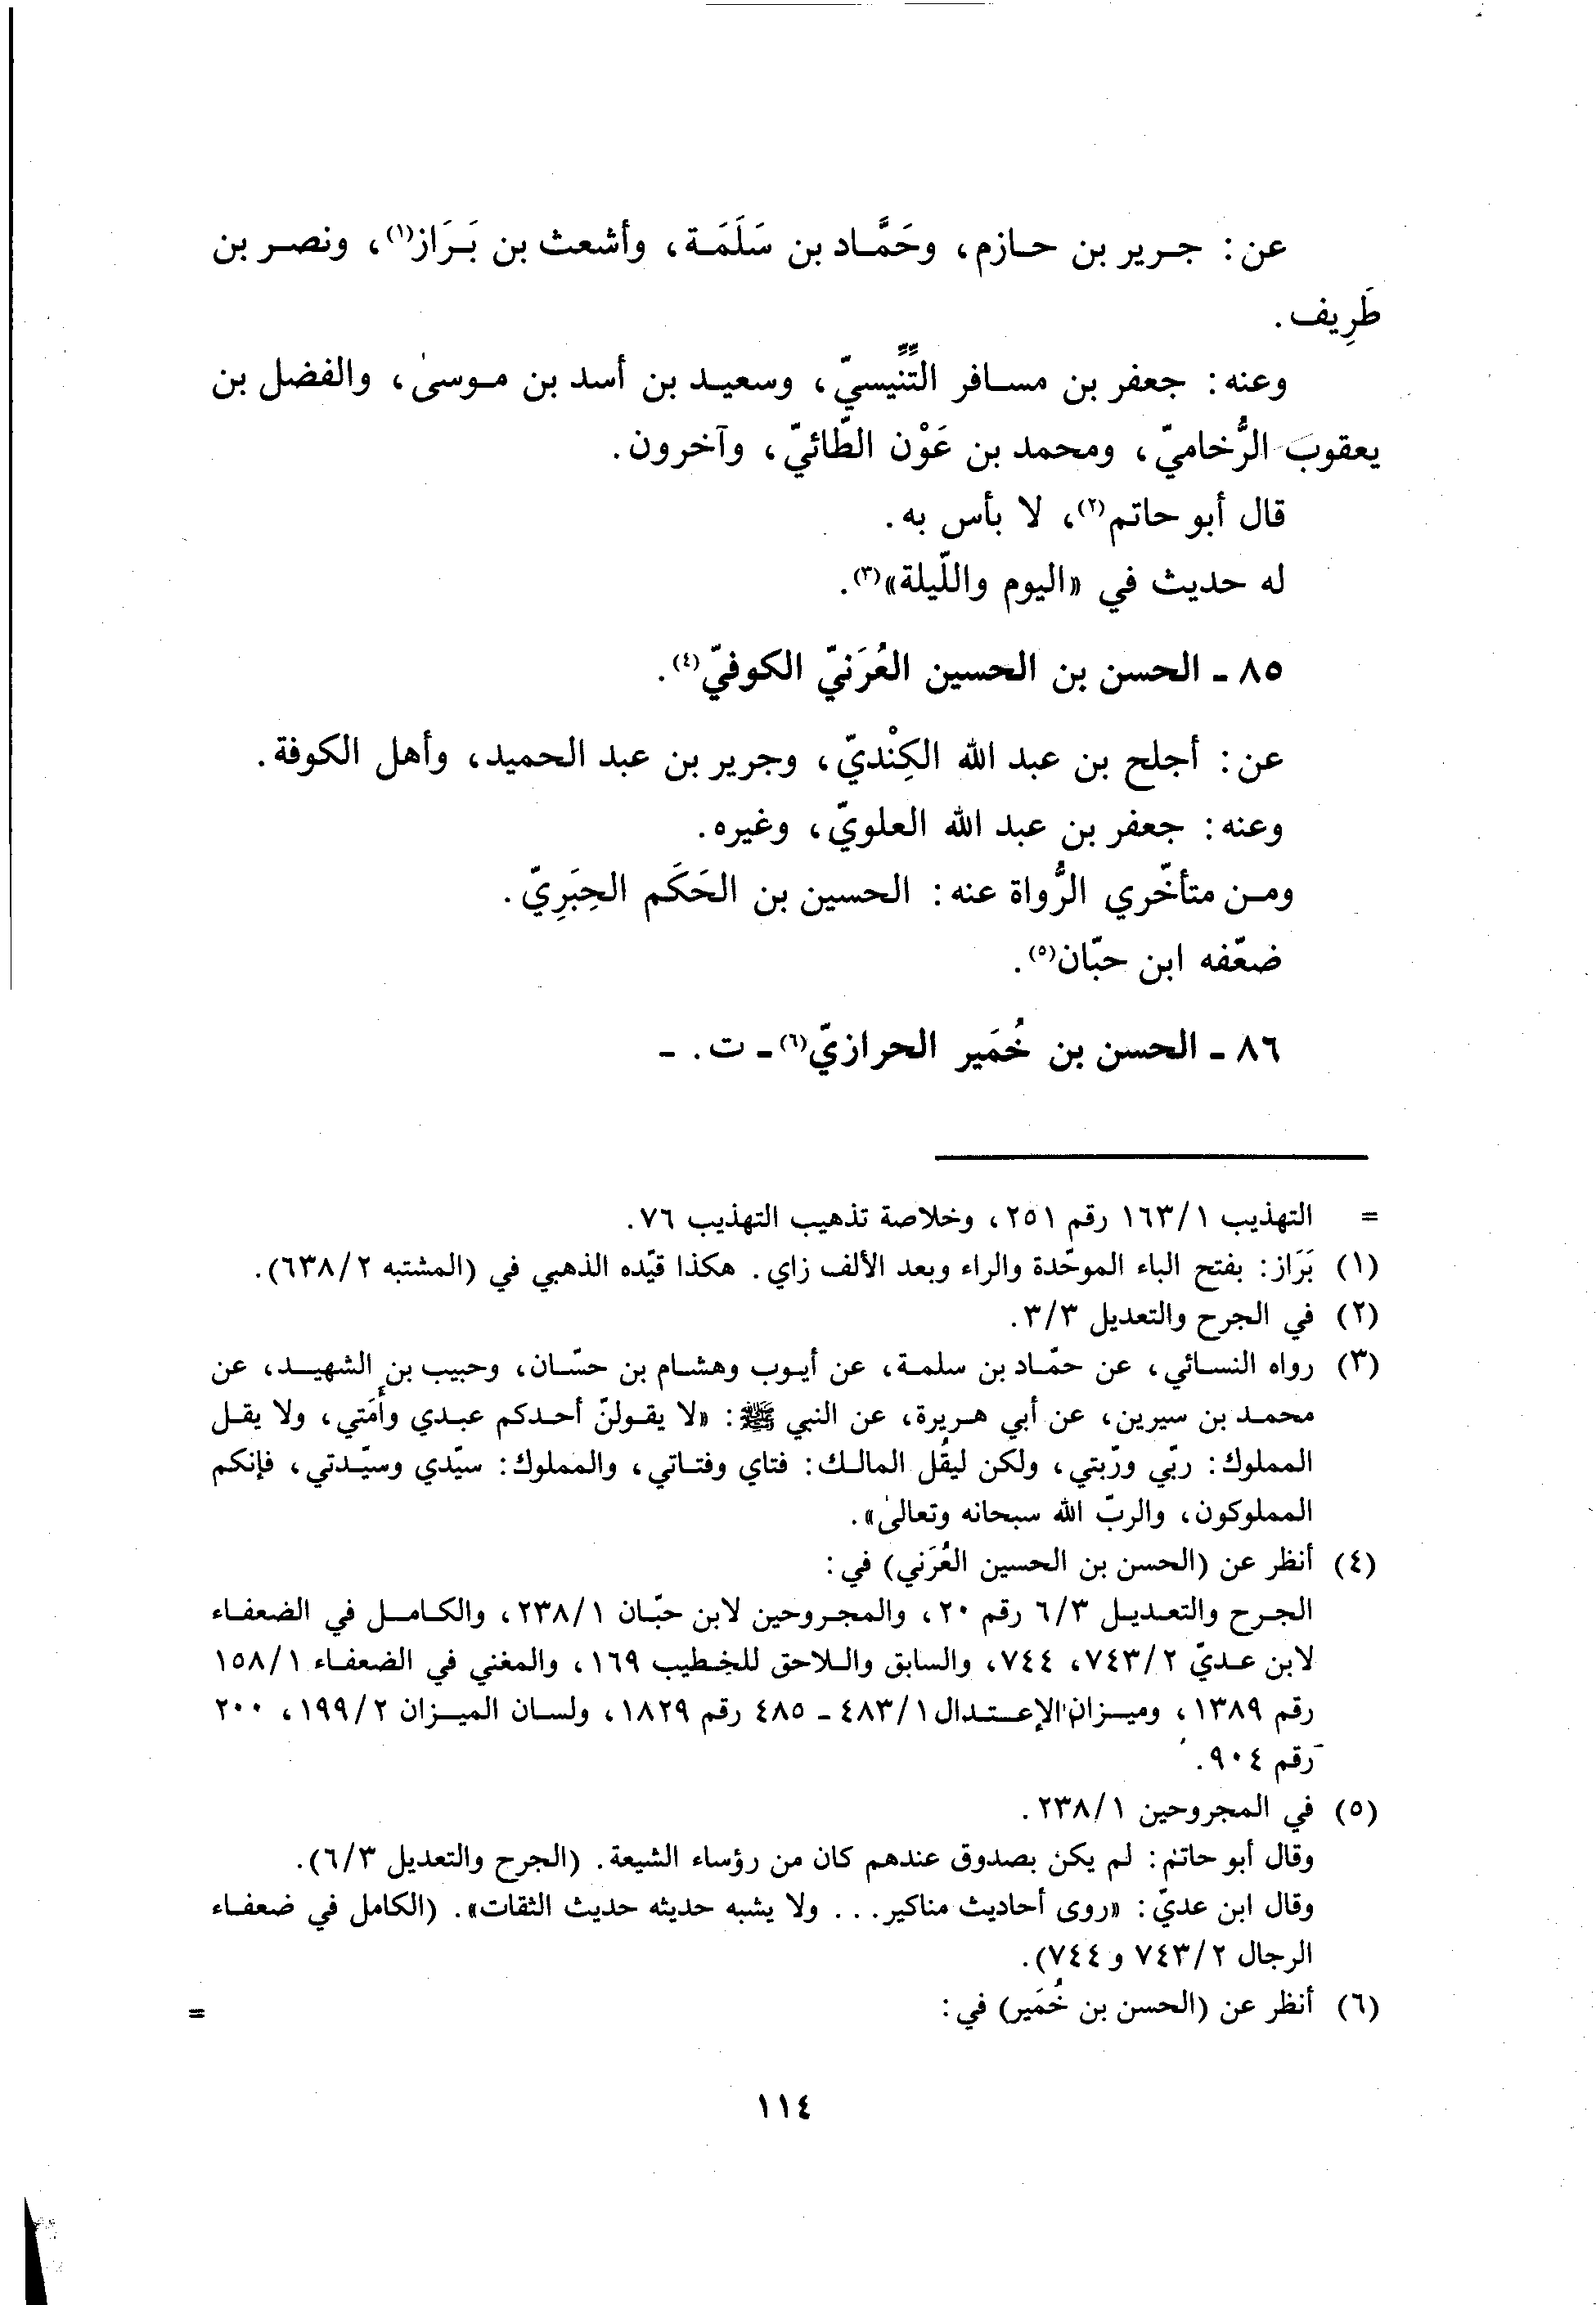 عن: جرير بن حازم، وحَمَّاد بن سَلَمَة، وأشعث بن بَرَاز(١)، ونصر بن
طَرِيف.
وعنه: جعفر بن مسافر التِّنِّيسيّ، وسعيد بن أسد بن موسىٰ، والفضل بن
يعقوبَ الرُّخاميّ، ومحمد بن عَوْن الطّائيّ، وآخرون.
قال أبو حاتم(٢)، لا بأس به.
له حديث في «اليوم واللّيلة»(٣).
٨٥ - الحسن بن الحسين العُرَنيّ الكوفيّ(٤).
عن: أجلح بن عبد الله الكِنْديّ، وجرير بن عبد الحميد، وأهل الكوفة.
وعنه: جعفر بن عبد الله العلويّ، وغيره.
ومن متأخّري الرُّواة عنه: الحسين بن الحَكَم الحِبَرِيّ.
ضعّفه ابن حبّان(٥).
٨٦ - الحسن بن خُمَير الحرازيّ(٦) - ت. -
= التهذيب ١/١٦٣ رقم ٢٥١، وخلاصة تذهيب التهذيب ٧٦.
(١) بَرَاز: بفتح الباء الموحّدة والراء وبعد الألف زاي. هكذا قيّده الذهبي في (المشتبه ٢/٦٣٨).
(٢) في الجرح والتعديل ٣/٣.
(٣) رواه النسائي، عن حمّاد بن سلمة، عن أيوب وهشام بن حسّان، وحبيب بن الشهيد، عن
محمد بن سيرين، عن أبي هريرة، عن النبي ﷺ: «لا يقولنّ أحدكم عبدي وأَمَتي، ولا يقل
المملوك: ربّي وربّتي، ولكن ليقُل المالك: فتاي وفتاتي، والمملوك: سيّدي وسيّدتي، فإنكم
المملوكون، والربّ الله سبحانه وتعالىٰ».
(٤) أنظر عن (الحسن بن الحسين العُرَني) في:
الجرح والتعديل ٦/٣ رقم ٢٠، والمجروحين لابن حبّان ٢٣٨/١، والكامل في الضعفاء
لابن عديّ ٧٤٣/٢، ٧٤٤، والسابق واللاحق للخطيب ١٦٩، والمغني في الضعفاء ١٥٨/١
رقم ١٣٨٩، وميزان الإعتدال ٤٨٣/١ - ٤٨٥ رقم ١٨٢٩، ولسان الميزان ١٩٩/٢، ٢٠٠
رقم ٩٠٤.
(٥) في المجروحين ٢٣٨/١.
وقال أبو حاتم: لم يكن بصدوق عندهم كان من رؤساء الشيعة. (الجرح والتعديل ٦/٣).
وقال ابن عديّ: «روى أحاديث مناكير... ولا يشبه حديثه حديث الثقات». (الكامل في ضعفاء
الرجال ٧٤٣/٢ و ٧٤٤).
(٦) أنظر عن (الحسن بن خُمَير) في: =
١١٤